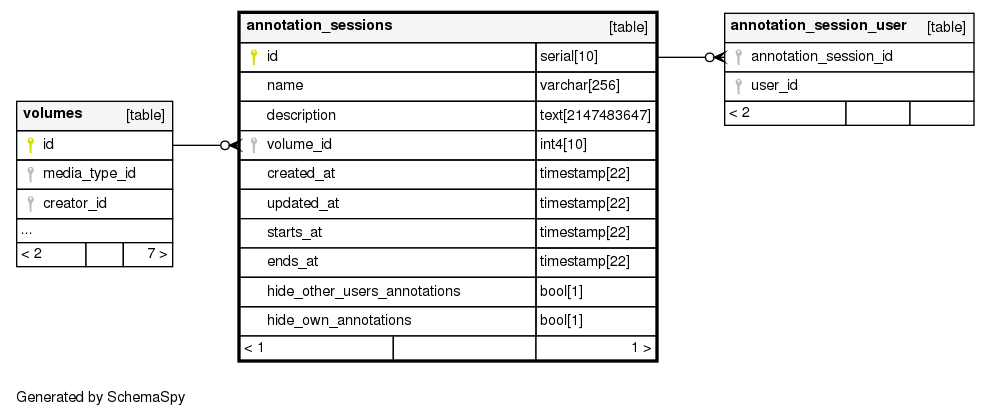 volumes [table]
id
media_type_id
creator_id
...
< 2 7 >
annotation_sessions [table]
id serial[10]
name varchar[256]
description text[2147483647]
volume_id int4[10]
created_at timestamp[22]
updated_at timestamp[22]
starts_at timestamp[22]
ends_at timestamp[22]
hide_other_users_annotations bool[1]
hide_own_annotations bool[1]
< 1 1 >
annotation_session_user [table]
annotation_session_id
user_id
< 2
Generated by SchemaSpy